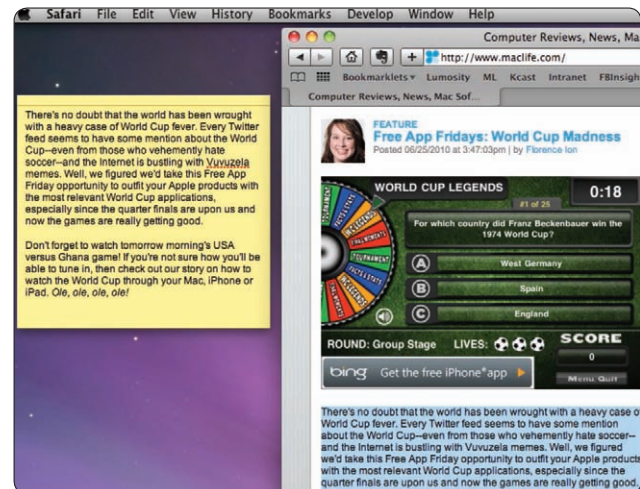 Safari File Edit View History Bookmarks Develop Window Help
Computer Reviews, News, Ma
http://www.maclife.com/
Bookmarklets Lumosity ML Kcast Intranet FBInsigh
Computer Reviews, News, Mac Sof...
There's no doubt that the world has been wrought
with a heavy case of World Cup fever. Every Twitter
feed seems to have some mention about the World
Cup--even from those who vehemently hate
soccer--and the Internet is bustling with Vuvuzela
memes. Well, we figured we'd take this Free App
Friday opportunity to outfit your Apple products with
the most relevant World Cup applications,
especially since the quarter finals are upon us and
now the games are really getting good.
Don't forget to watch tomorrow morning's USA
versus Ghana game! If you're not sure how you'll be
able to tune in, then check out our story on how to
watch the World Cup through your Mac, iPhone or
iPad. Ole, ole, ole, ole!
FEATURE
Free App Fridays: World Cup Madness
Posted 06/25/2010 at 3:47:03pm | by Florence Ion
WORLD CUP LEGENDS
0:18
#1 of 25
For which country did Franz Beckenbauer win the
1974 World Cup?
A West Germany
B Spain
C England
TOURNAMENT
FACTS & STATS
ROUND: Group Stage LIVES: SCORE
0
Menu Quit
bing Get the free iPhone*app
There's no doubt that the world has been wrought with a heavy case of
World Cup fever. Every Twitter feed seems to have some mention
about the World Cup--even from those who vehemently hate soccer--
and the Internet is bustling with Vuvuzela memes. Well, we figured
we'd take this Free App Friday opportunity to outfit your Apple products
with the most relevant World Cup applications, especially since the
quarter finals are upon us and now the games are really getting good.